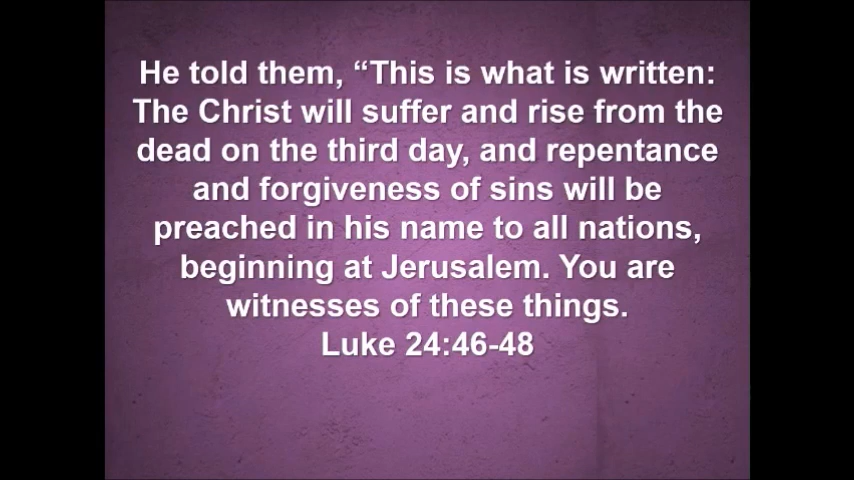 He told them, “This is what is written:
The Christ will suffer and rise from the
dead on the third day, and repentance
and forgiveness of sins will be
preached in his name to all nations,
beginning at Jerusalem. You are
witnesses of these things.
Luke 24:46-48